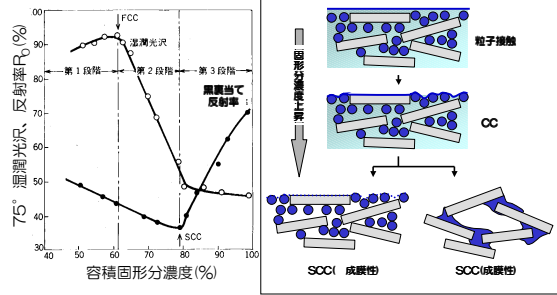 FCC
湿潤光沢
第1段階
第2段階
第3段階
黒裏当て
反射率
SCC
75° 湿潤光沢、反射率R₀(%)
00
90
80
70
60
50
40
30
40
50
60
70
80
90
100
容積固形分濃度(%)
固形分濃度上昇
粒子接触
CC
SCC( 成膜性)
SCC(成膜性)